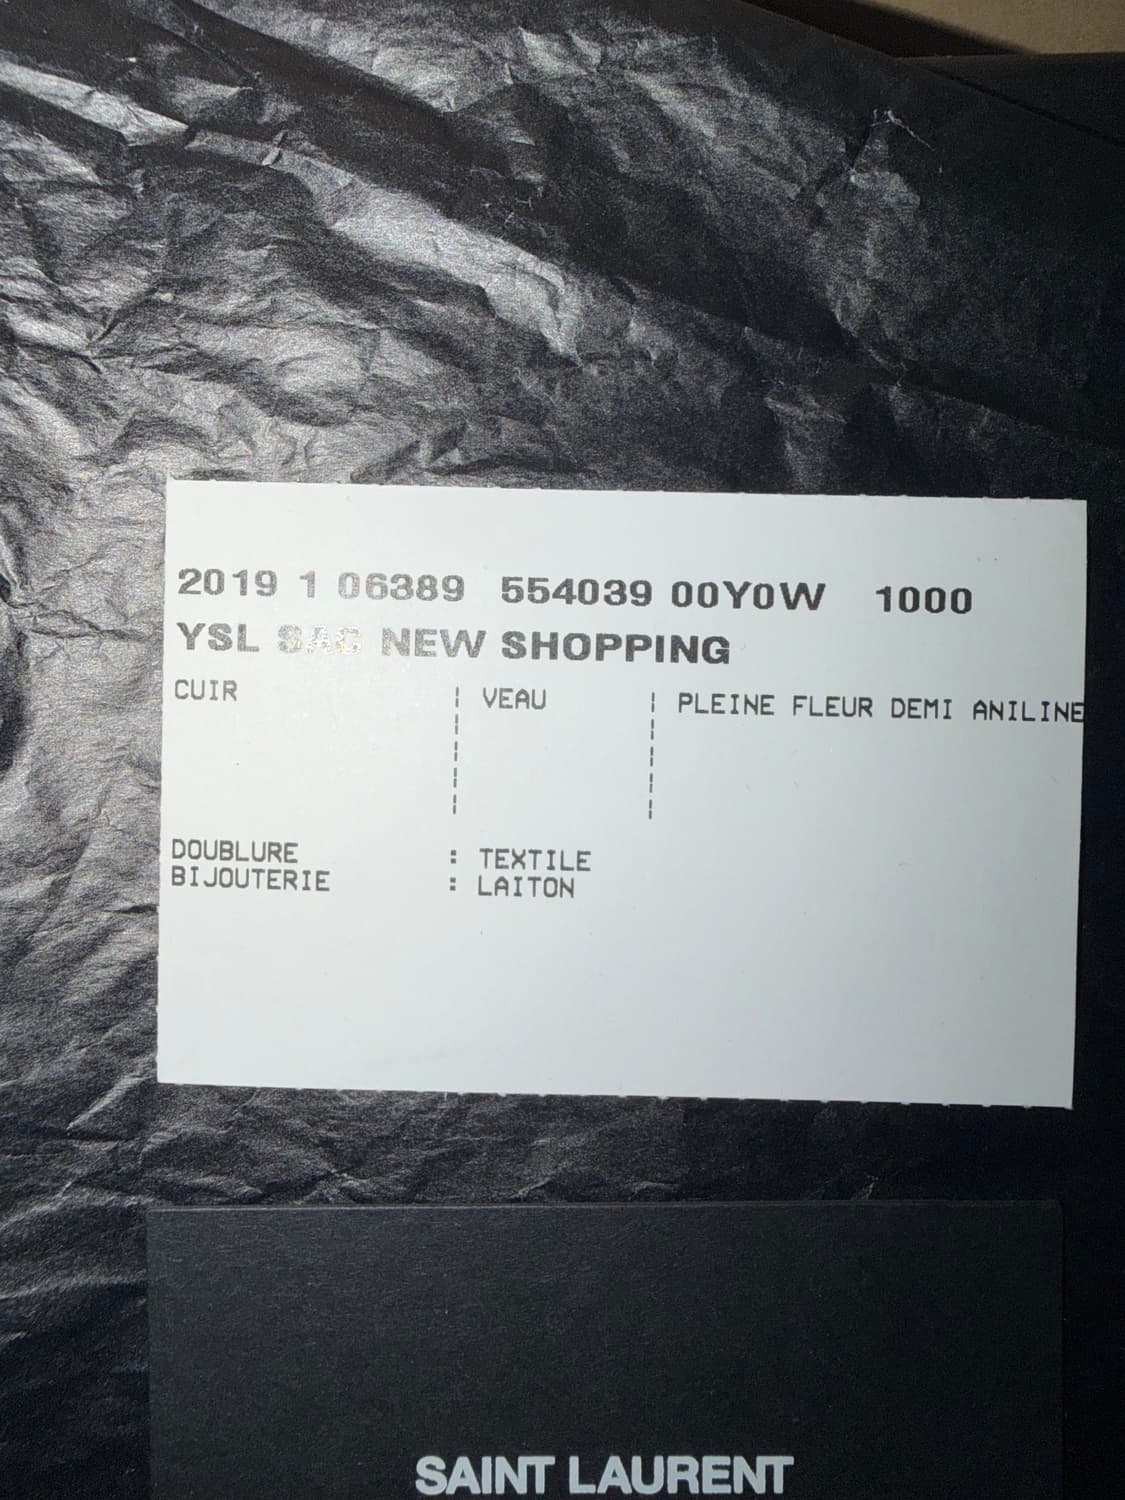 2019 1 06389 554039 00Y0W 1000
YSL SAC NEW SHOPPING
CUIR ¦ VEAU ¦ PLEINE FLEUR DEMI ANILINE
DOUBLURE : TEXTILE
BIJOUTERIE : LAITON
SAINT LAURENT